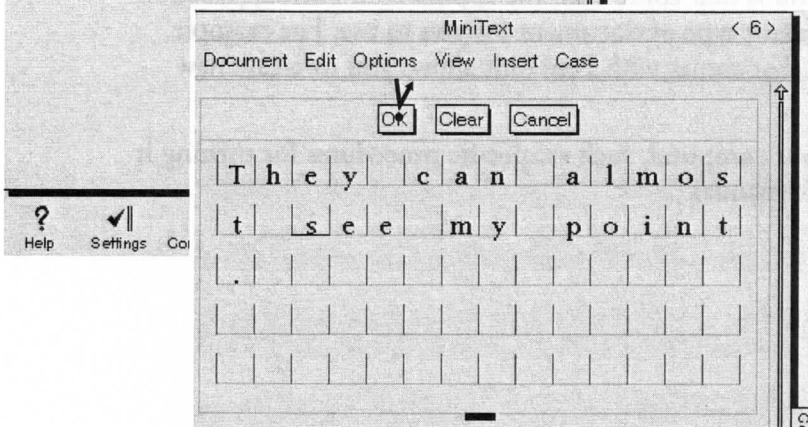 MiniText < 6 >
Document Edit Options View Insert Case
OK Clear Cancel
They can almos
t see my point
.
Help Settings